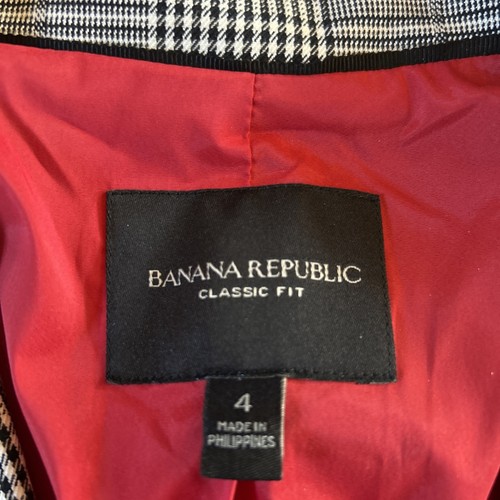 BANANA REPUBLIC
CLASSIC FIT
4
MADE IN
PHILIPPINES